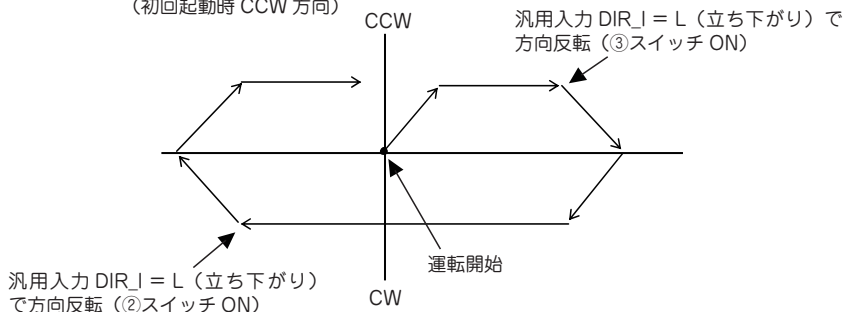 （初回起動時 CCW 方向）
CCW
汎用入力 DIR_I = L（立ち下がり）で
方向反転（③スイッチ ON）
運転開始
汎用入力 DIR_I = L（立ち下がり）
で方向反転（②スイッチ ON）
CW